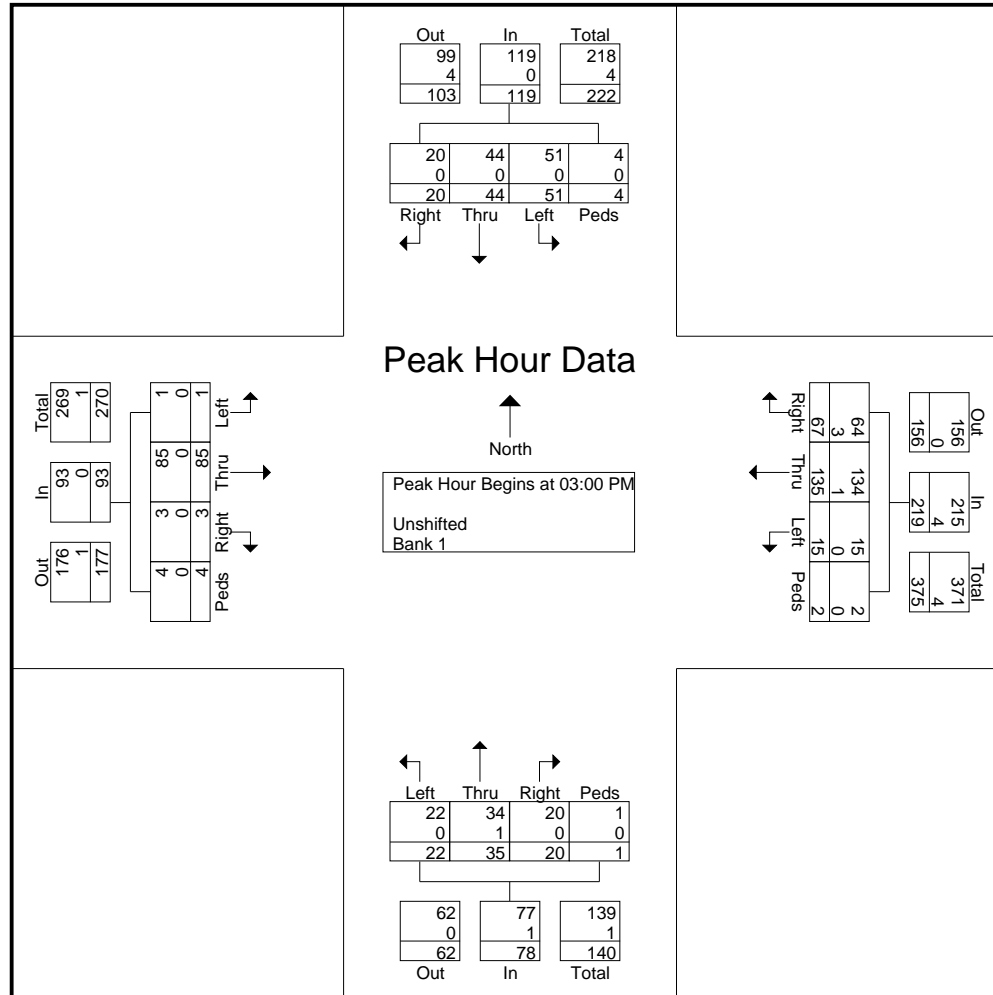 Out In Total
99 119 218
4 0 4
103 119 222
20 44 51 4
0 0 0 0
20 44 51 4
Right Thru Left Peds
Peak Hour Data
North
Peak Hour Begins at 03:00 PM
Unshifted
Bank 1
Left Thru Right Peds
1 85 3 4
0 0 0 0
1 85 3 4
Out In Total
176 93 269
1 0 1
177 93 270
Right Thru Left Peds
64 134 15 2
3 1 0 0
67 135 15 2
Out In Total
156 215 371
0 4 4
156 219 375
Left Thru Right Peds
22 34 20 1
0 1 0 0
22 35 20 1
62 77 139
0 1 1
62 78 140
Out In Total